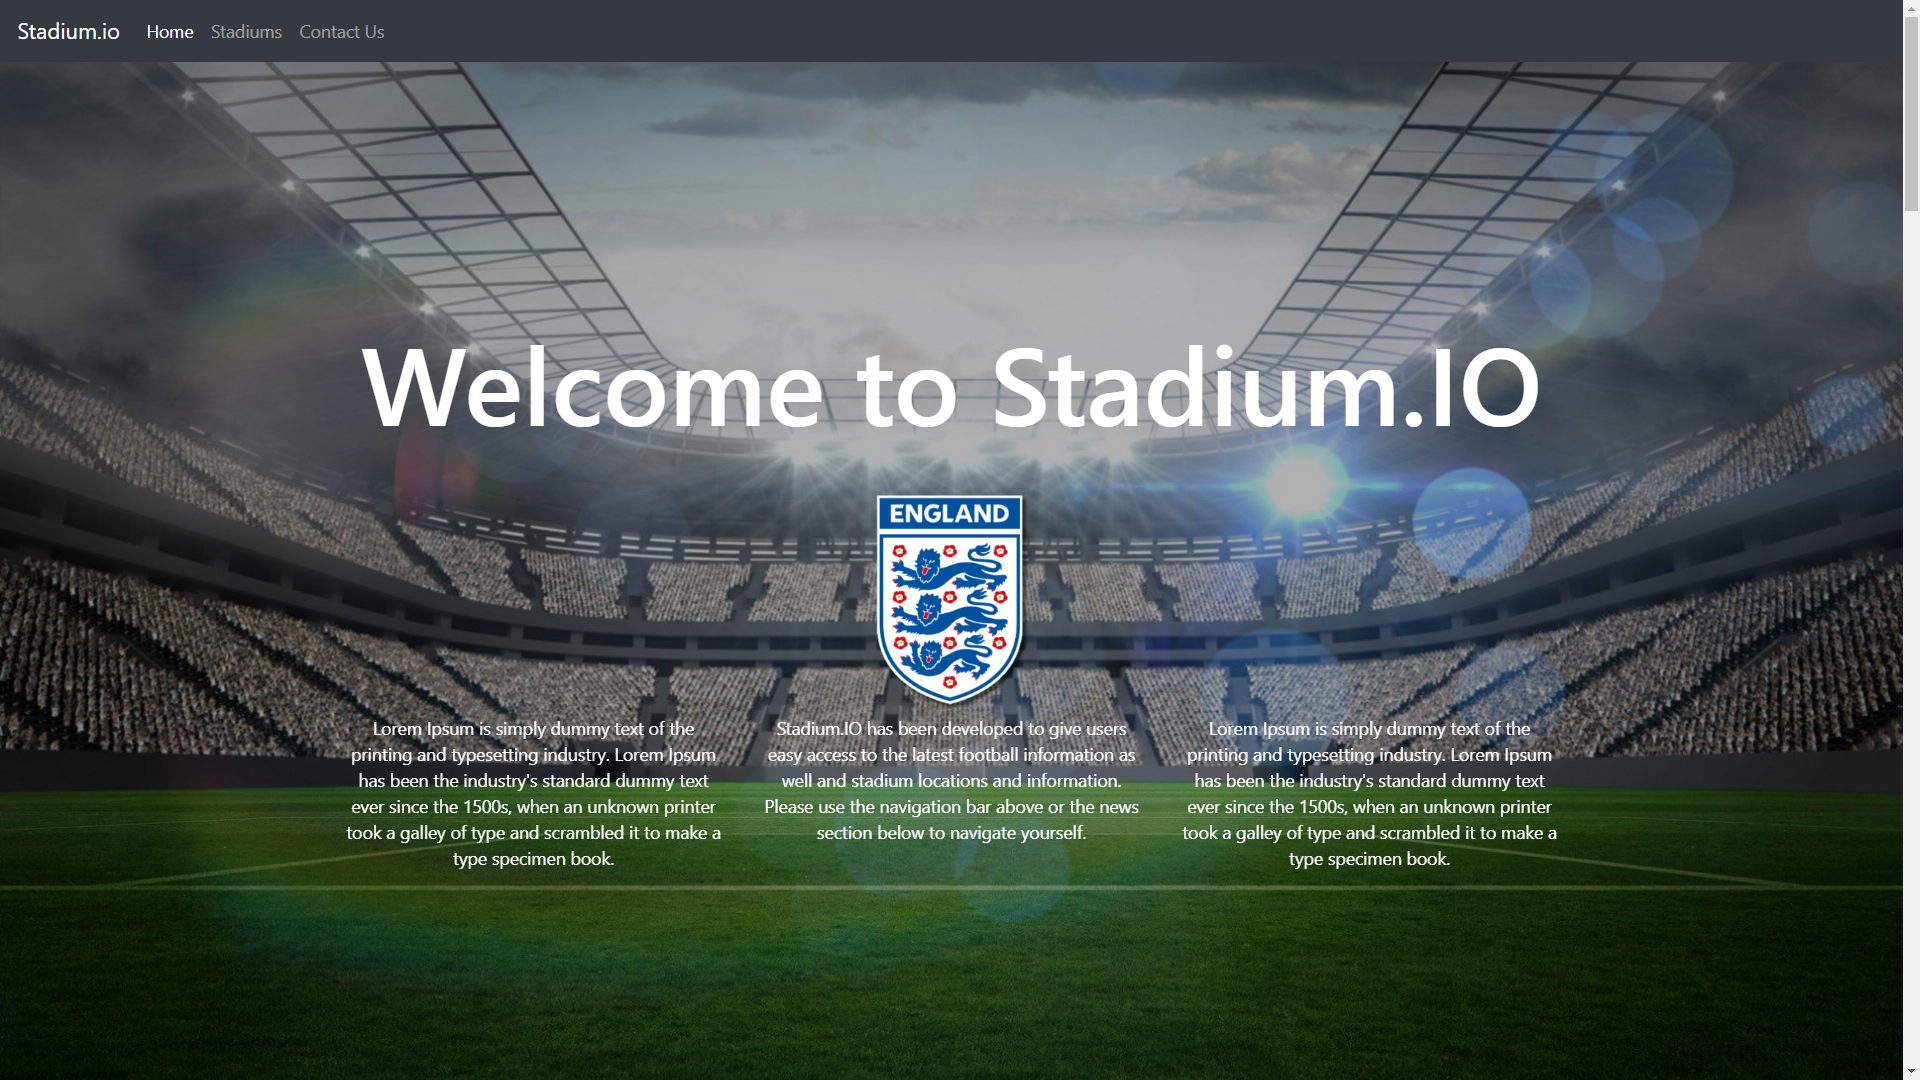 Stadium.io Home Stadiums Contact Us
Welcome to Stadium.IO
ENGLAND
Lorem Ipsum is simply dummy text of the
printing and typesetting industry. Lorem Ipsum
has been the industry's standard dummy text
ever since the 1500s, when an unknown printer
took a galley of type and scrambled it to make a
type specimen book.
Stadium.IO has been developed to give users
easy access to the latest football information as
well and stadium locations and information.
Please use the navigation bar above or the news
section below to navigate yourself.
Lorem Ipsum is simply dummy text of the
printing and typesetting industry. Lorem Ipsum
has been the industry's standard dummy text
ever since the 1500s, when an unknown printer
took a galley of type and scrambled it to make a
type specimen book.